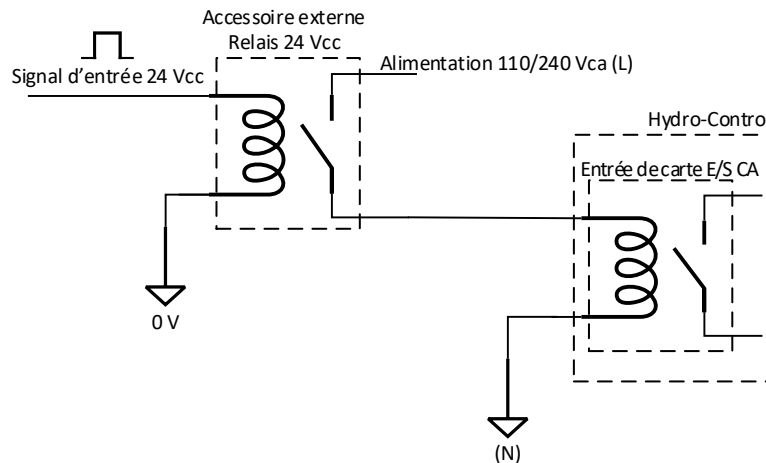 Accessoire externe
Relais 24 Vcc
Signal d'entrée 24 Vcc
Alimentation 110/240 Vca (L)
Hydro-Contro
Entrée de carte E/S CA
0 V
(N)